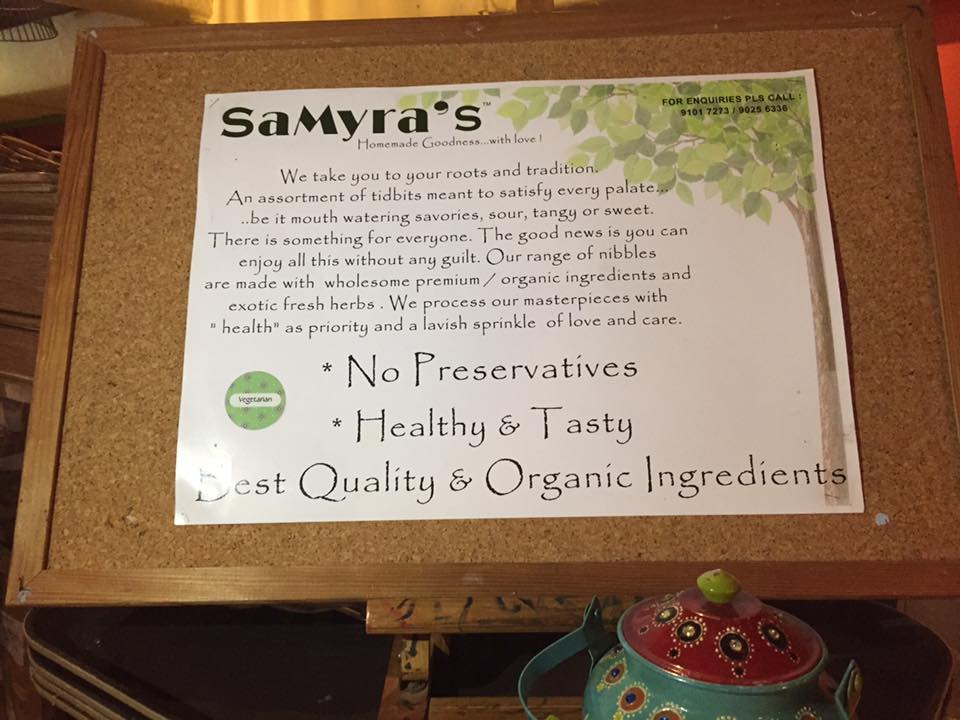 SaMyra's™
Homemade Goodness...with love !
FOR ENQUIRIES PLS CALL :
9101 7273 / 9025 6336
We take you to your roots and tradition.
An assortment of tidbits meant to satisfy every palate...
..be it mouth watering savories, sour, tangy or sweet.
There is something for everyone. The good news is you can
enjoy all this without any guilt. Our range of nibbles
are made with wholesome premium / organic ingredients and
exotic fresh herbs . We process our masterpieces with
" health" as priority and a lavish sprinkle of love and care.
* No Preservatives
Vegetarian
* Healthy & Tasty
Best Quality & Organic Ingredients